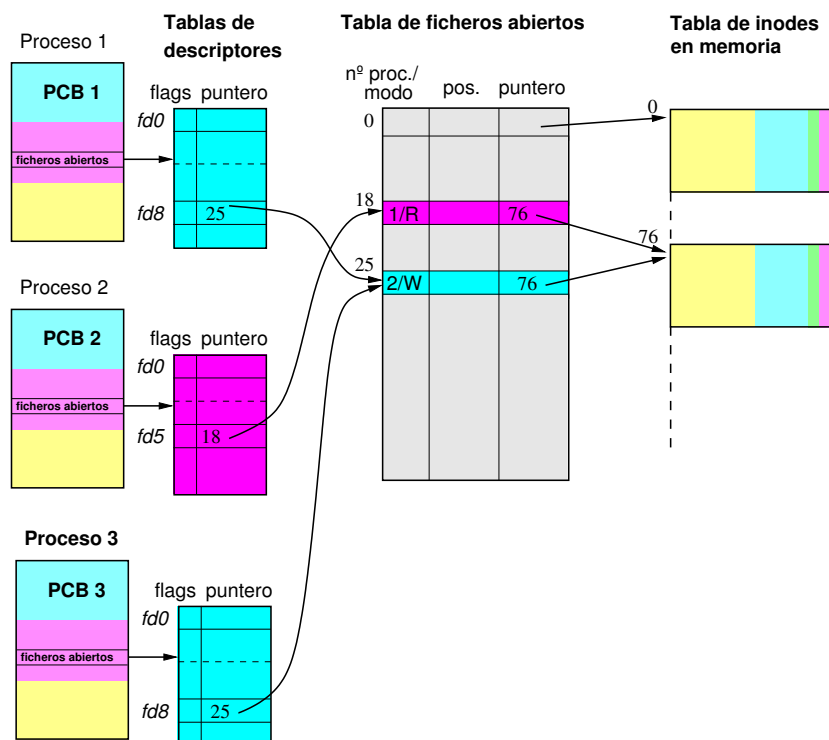 Tablas de
descriptores
Tabla de ficheros abiertos
Tabla de inodes
en memoria
Proceso 1
PCB 1
ficheros abiertos
flags puntero
fd0
fd8
25
nº proc./
modo
pos.
puntero
0
18
1/R
76
25
2/W
76
0
76
Proceso 2
PCB 2
ficheros abiertos
flags puntero
fd0
fd5
18
Proceso 3
PCB 3
ficheros abiertos
flags puntero
fd0
fd8
25